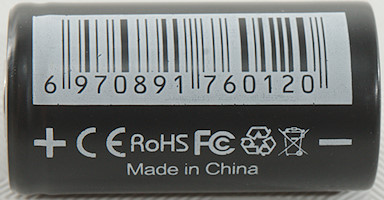 6 970891 760120
+ CE RoHS FC −
Made in China